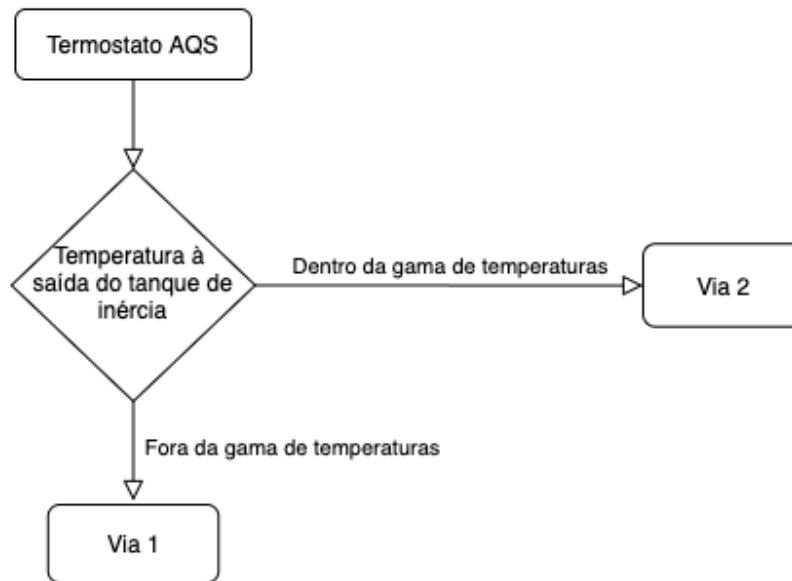 Termostato AQS
Temperatura à
saída do tanque de
inércia
Dentro da gama de temperaturas
Via 2
Fora da gama de temperaturas
Via 1